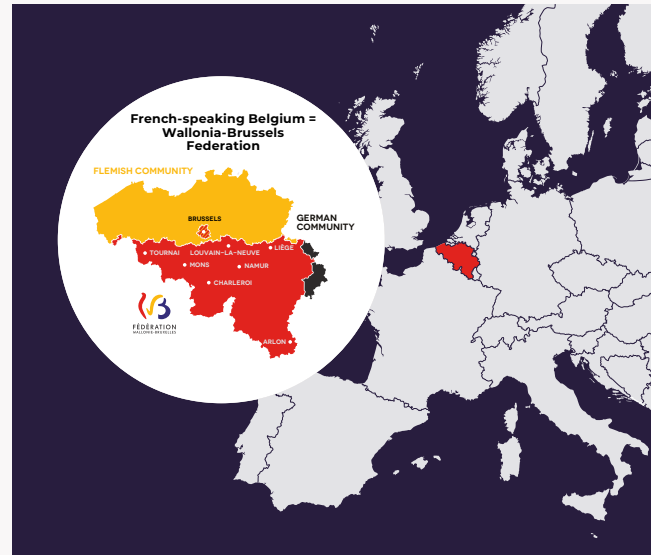 French-speaking Belgium =
Wallonia-Brussels
Federation
FLEMISH COMMUNITY
BRUSSELS
GERMAN
COMMUNITY
TOURNAI
LOUVAIN-LA-NEUVE
LIÈGE
MONS
NAMUR
CHARLEROI
FÉDÉRATION
WALLONIE-BRUXELLES
ARLON